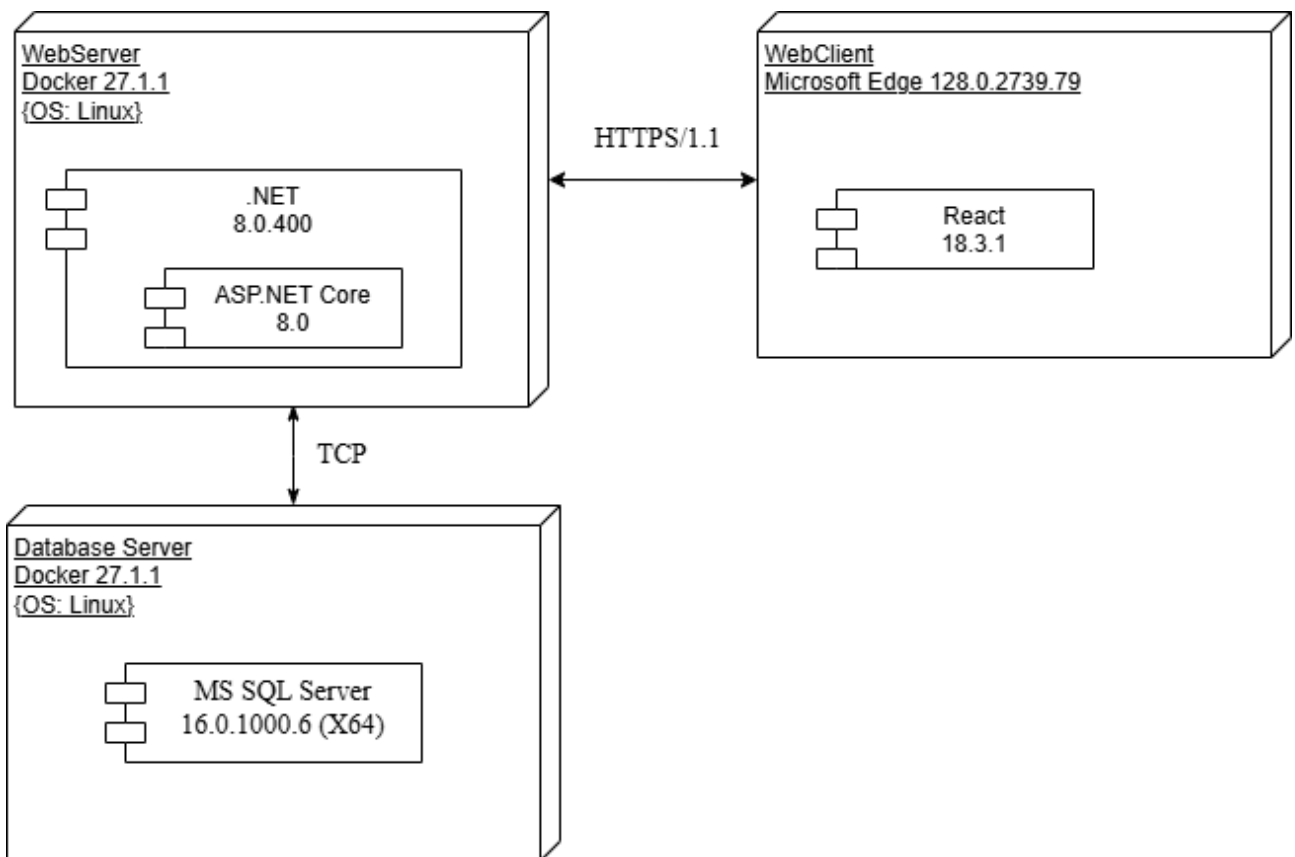 WebServer
Docker 27.1.1
{OS: Linux}
.NET
8.0.400
ASP.NET Core
8.0
HTTPS/1.1
WebClient
Microsoft Edge 128.0.2739.79
React
18.3.1
TCP
Database Server
Docker 27.1.1
{OS: Linux}
MS SQL Server
16.0.1000.6 (X64)